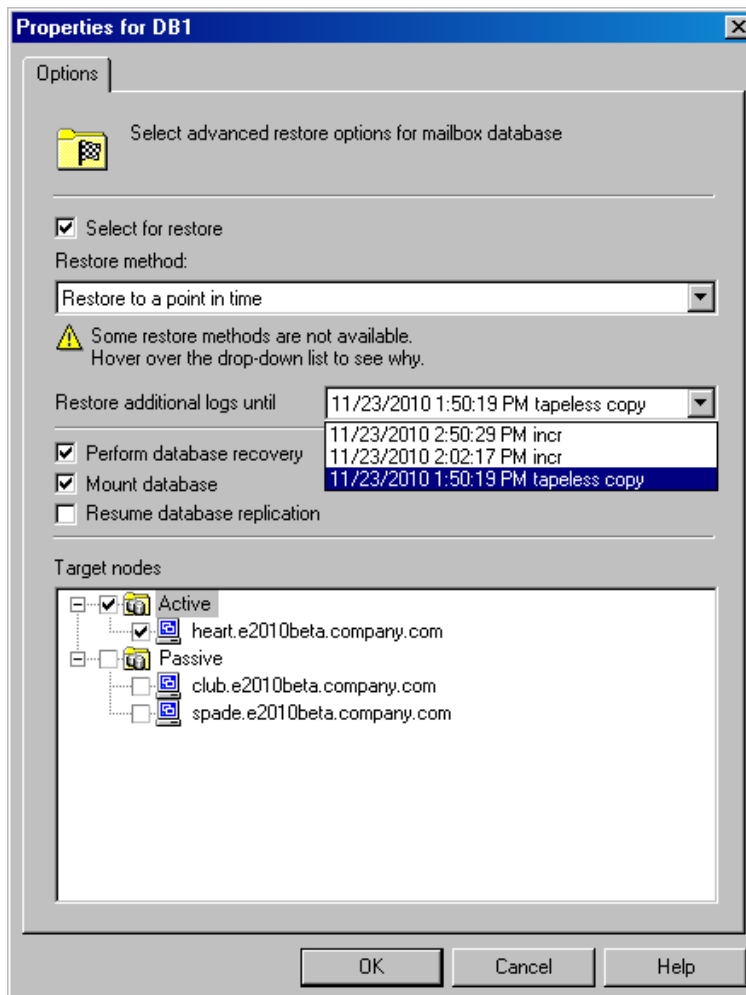 Properties for DB1
Options
Select advanced restore options for mailbox database
Select for restore
Restore method:
Restore to a point in time
Some restore methods are not available.
Hover over the drop-down list to see why.
Restore additional logs until
11/23/2010 1:50:19 PM tapeless copy
11/23/2010 2:50:29 PM incr
11/23/2010 2:02:17 PM incr
11/23/2010 1:50:19 PM tapeless copy
Perform database recovery
Mount database
Resume database replication
Target nodes
Active
heart.e2010beta.company.com
Passive
club.e2010beta.company.com
spade.e2010beta.company.com
OK
Cancel
Help